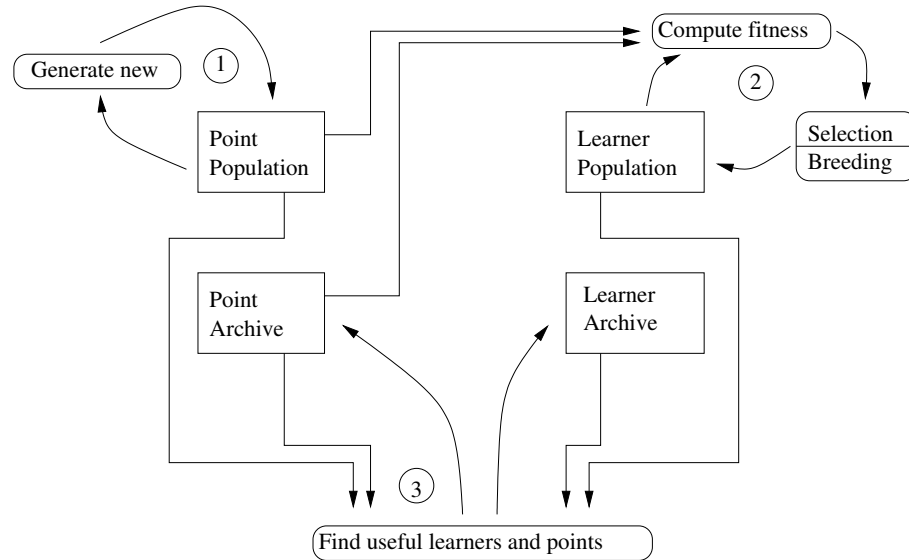 Generate new
1
Compute fitness
2
Point
Population
Learner
Population
Selection
Breeding
Point
Archive
Learner
Archive
3
Find useful learners and points